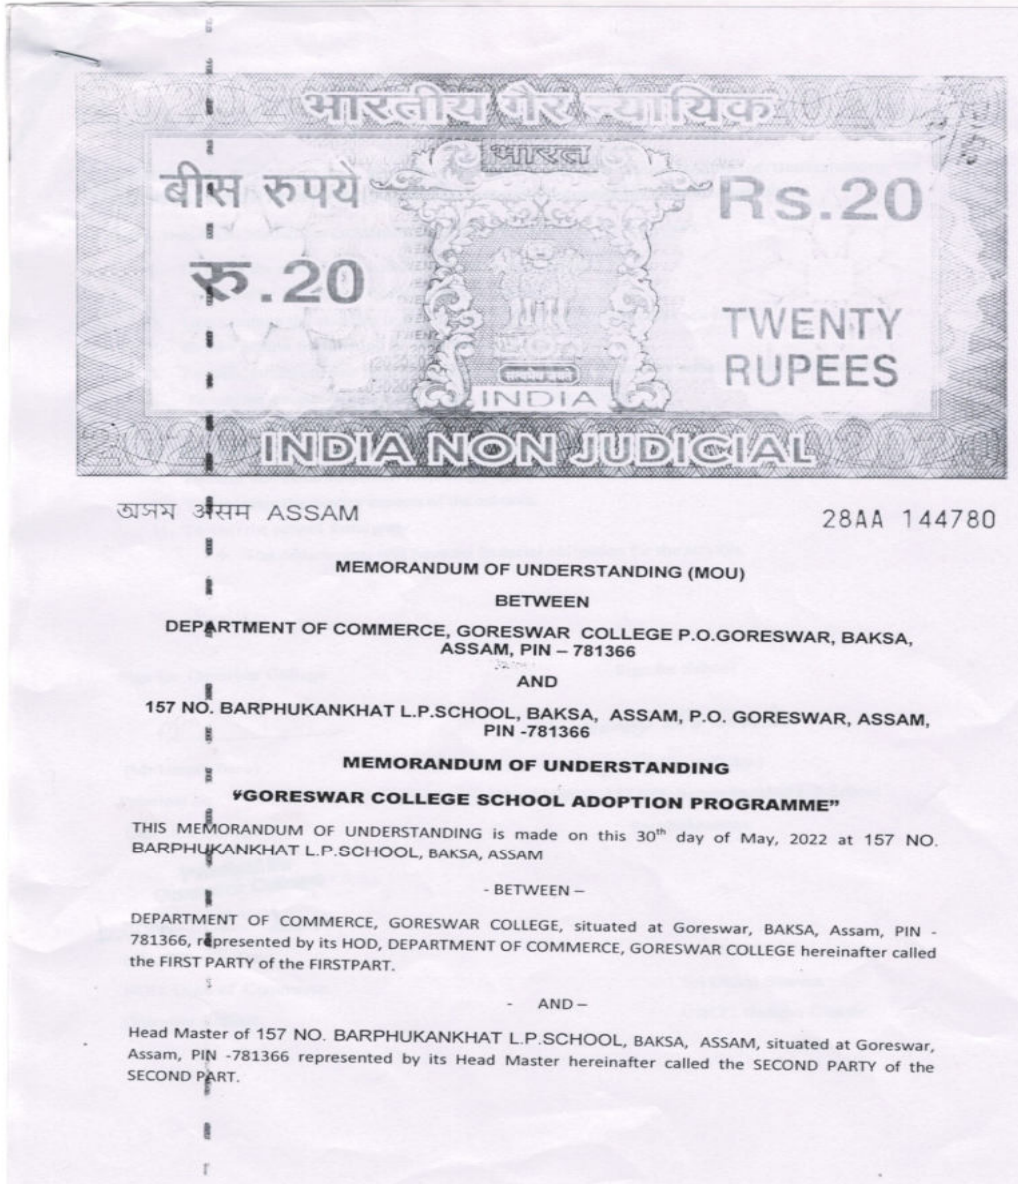 भारतीय गैर न्यायिक
भारत
बीस रुपये
Rs.20
रु.20
TWENTY
RUPEES
INDIA
INDIA NON JUDICIAL
অসম असम ASSAM
28AA 144780
MEMORANDUM OF UNDERSTANDING (MOU)
BETWEEN
DEPARTMENT OF COMMERCE, GORESWAR COLLEGE P.O.GORESWAR, BAKSA,
ASSAM, PIN – 781366
AND
157 NO. BARPHUKANKHAT L.P.SCHOOL, BAKSA, ASSAM, P.O. GORESWAR, ASSAM,
PIN -781366
MEMORANDUM OF UNDERSTANDING
"GORESWAR COLLEGE SCHOOL ADOPTION PROGRAMME"
THIS MEMORANDUM OF UNDERSTANDING is made on this 30th day of May, 2022 at 157 NO.
BARPHUKANKHAT L.P.SCHOOL, BAKSA, ASSAM
- BETWEEN –
DEPARTMENT OF COMMERCE, GORESWAR COLLEGE, situated at Goreswar, BAKSA, Assam, PIN -
781366, represented by its HOD, DEPARTMENT OF COMMERCE, GORESWAR COLLEGE hereinafter called
the FIRST PARTY of the FIRSTPART.
- AND –
Head Master of 157 NO. BARPHUKANKHAT L.P.SCHOOL, BAKSA, ASSAM, situated at Goreswar,
Assam, PIN -781366 represented by its Head Master hereinafter called the SECOND PARTY of the
SECOND PART.